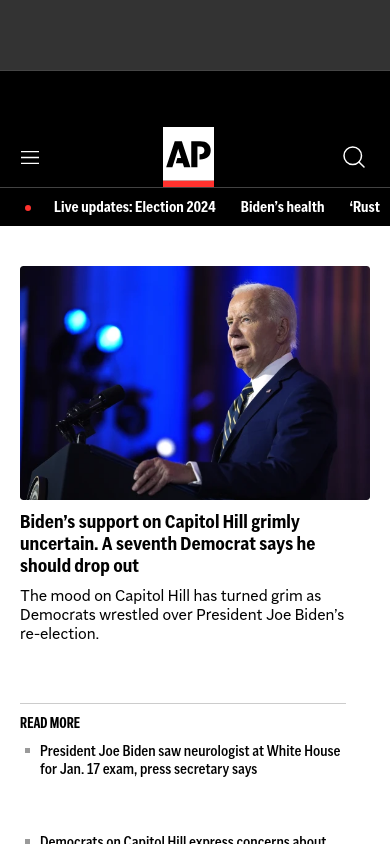 AP
Live updates: Election 2024 Biden’s health ‘Rust
Biden’s support on Capitol Hill grimly
uncertain. A seventh Democrat says he
should drop out
The mood on Capitol Hill has turned grim as
Democrats wrestled over President Joe Biden’s
re-election.
READ MORE
President Joe Biden saw neurologist at White House
for Jan. 17 exam, press secretary says
Democrats on Capitol Hill express concerns about